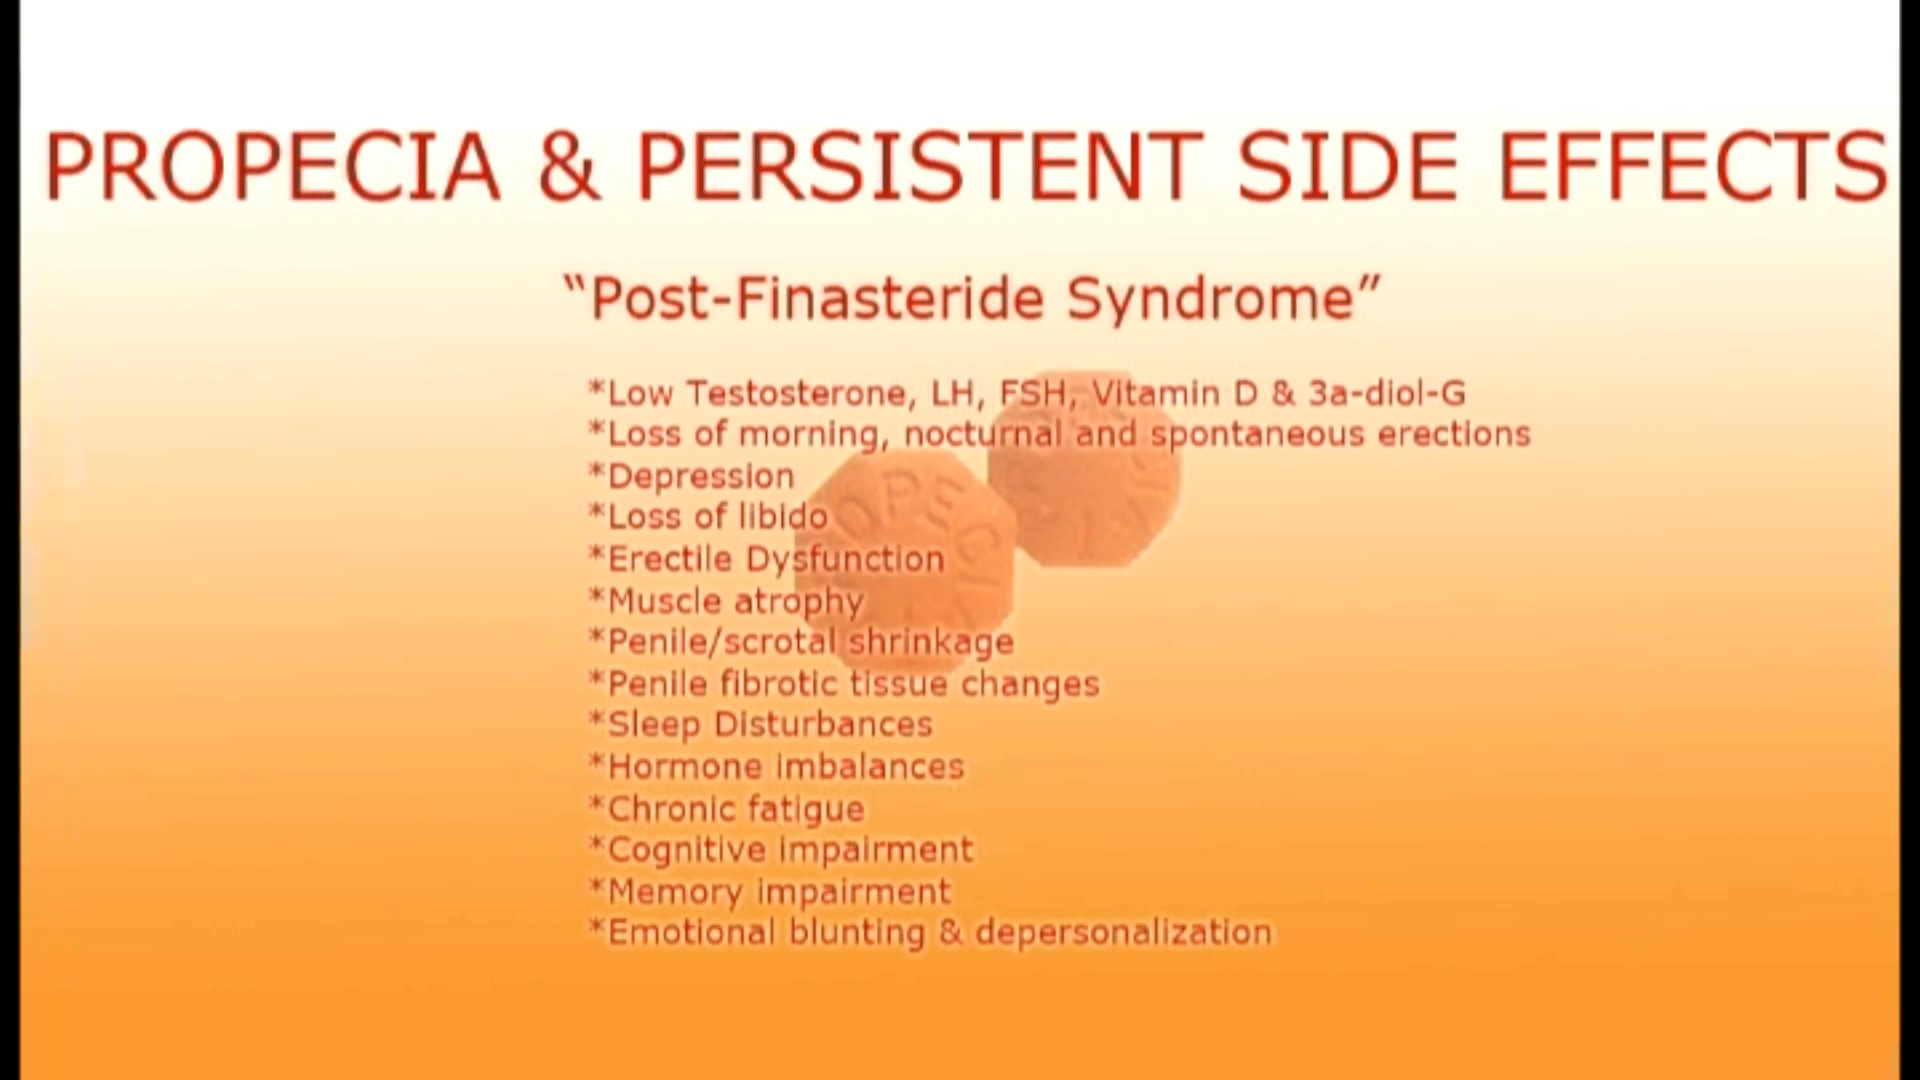 PROPECIA & PERSISTENT SIDE EFFECTS
“Post-Finasteride Syndrome”
*Low Testosterone, LH, FSH, Vitamin D & 3a-diol-G
*Loss of morning, nocturnal and spontaneous erections
*Depression
*Loss of libido
*Erectile Dysfunction
*Muscle atrophy
*Penile/scrotal shrinkage
*Penile fibrotic tissue changes
*Sleep Disturbances
*Hormone imbalances
*Chronic fatigue
*Cognitive impairment
*Memory impairment
*Emotional blunting & depersonalization